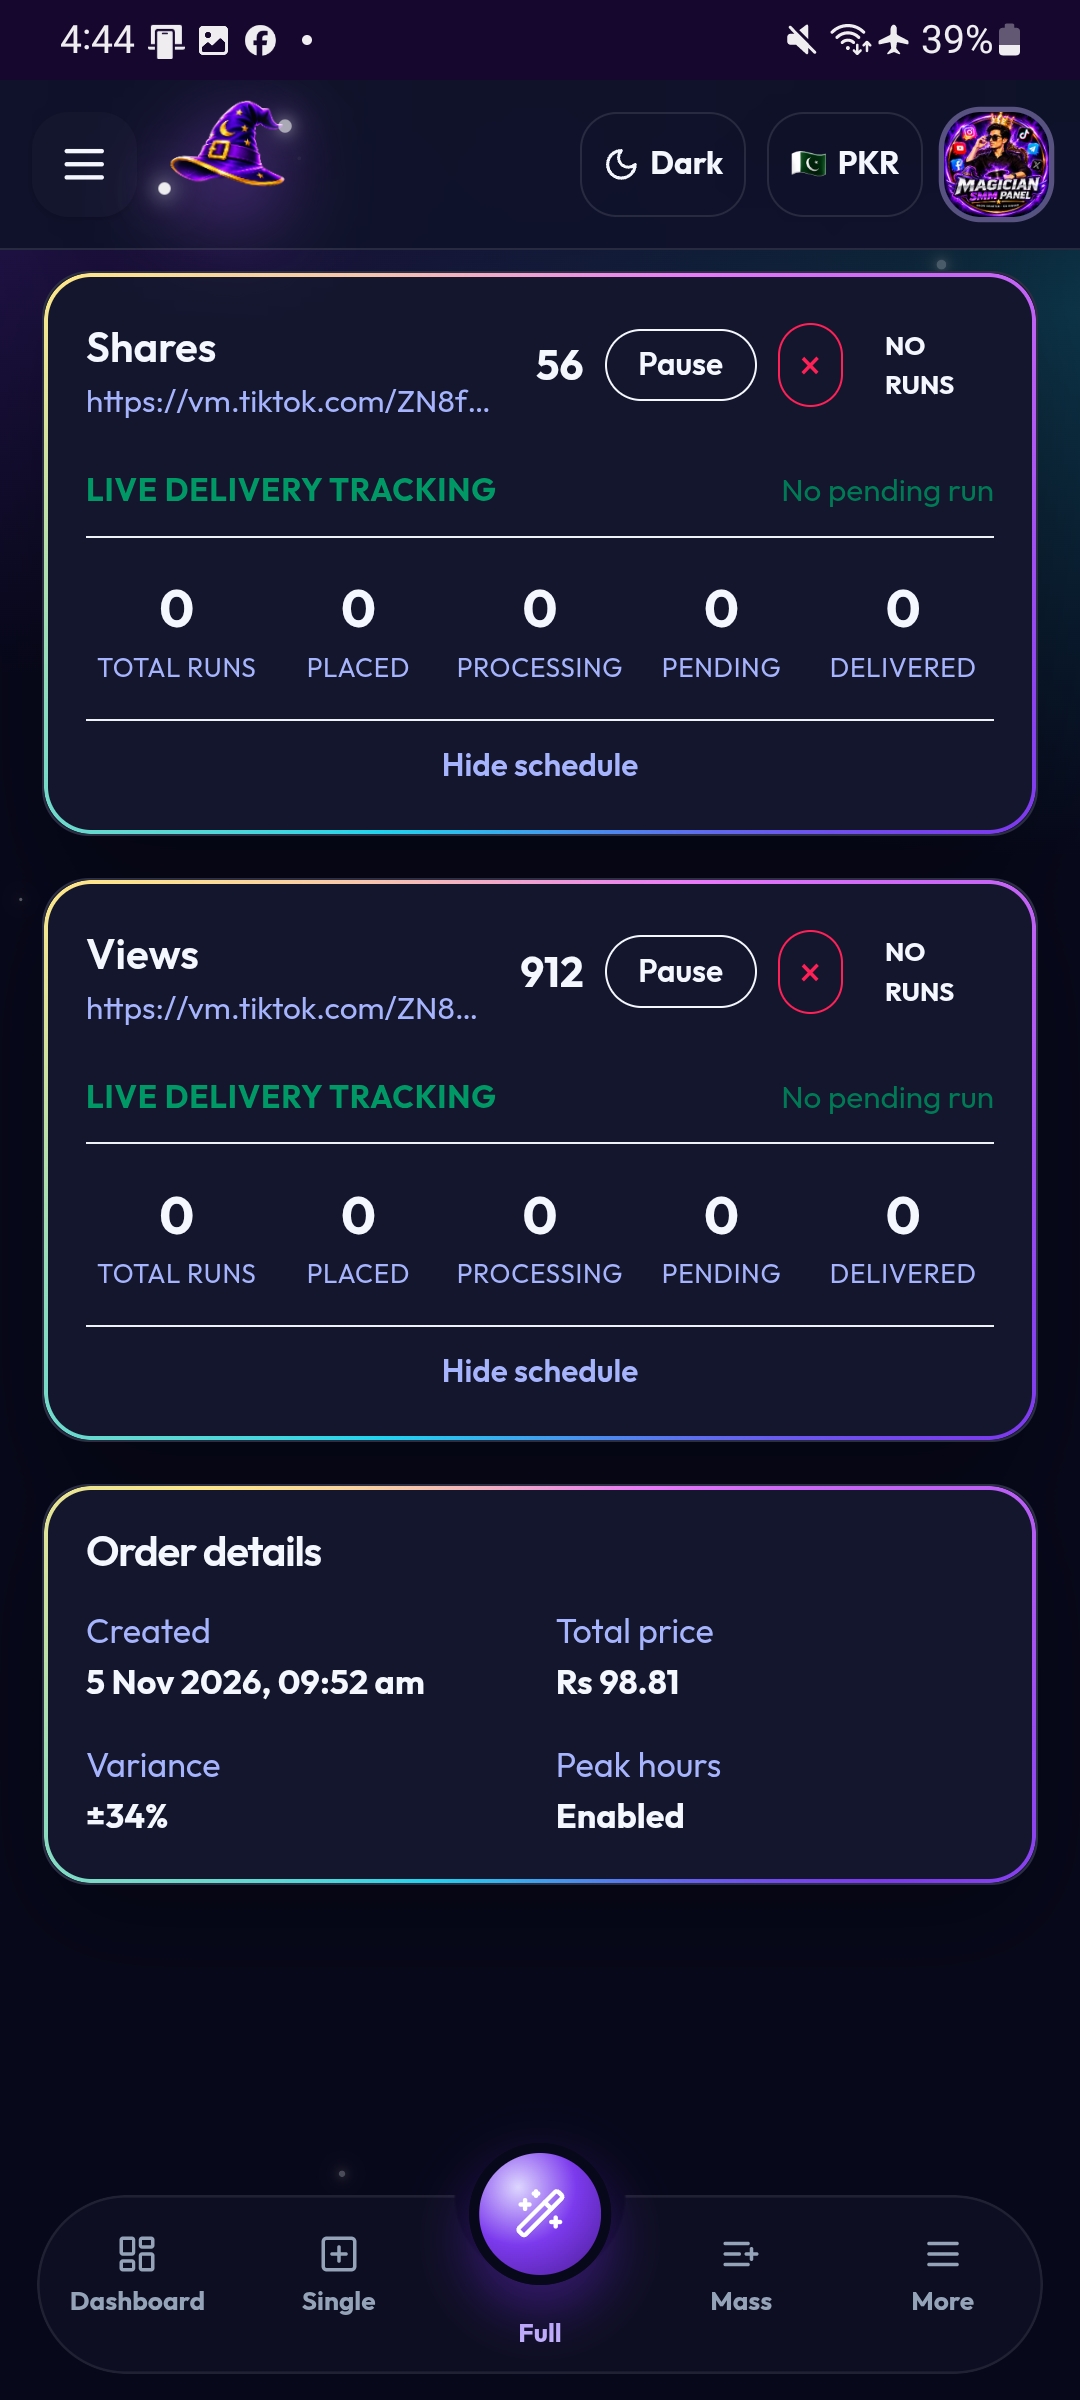 4:44
39%
Dark
PKR
MAGICIAN
SMM PANEL
Shares
56
Pause
×
NO
RUNS
https://vm.tiktok.com/ZN8f...
LIVE DELIVERY TRACKING
No pending run
0 0 0 0 0
TOTAL RUNS PLACED PROCESSING PENDING DELIVERED
Hide schedule
Views
912
Pause
×
NO
RUNS
https://vm.tiktok.com/ZN8...
LIVE DELIVERY TRACKING
No pending run
0 0 0 0 0
TOTAL RUNS PLACED PROCESSING PENDING DELIVERED
Hide schedule
Order details
Created Total price
5 Nov 2026, 09:52 am Rs 98.81
Variance Peak hours
±34% Enabled
Dashboard Single Full Mass More